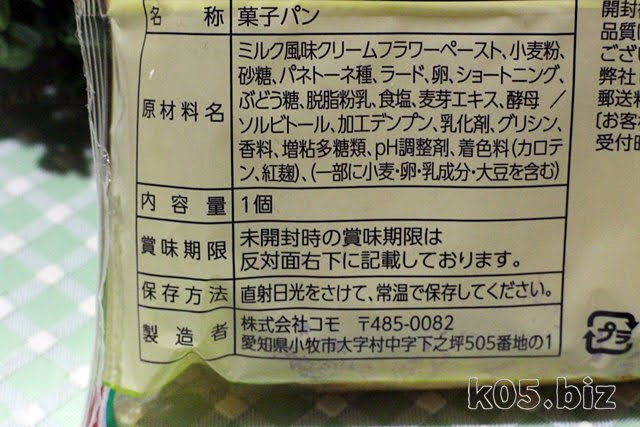 名称 菓子パン
原材料名
ミルク風味クリームフラワーペースト、小麦粉、
砂糖、パネトーネ種、ラード、卵、ショートニング、
ぶどう糖、脱脂粉乳、食塩、麦芽エキス、酵母／
ソルビトール、加工デンプン、乳化剤、グリシン、
香料、増粘多糖類、pH調整剤、着色料(カロテ
ン、紅麹)、(一部に小麦・卵・乳成分・大豆を含む)
内容量 1個
賞味期限
未開封時の賞味期限は
反対面右下に記載しております。
保存方法 直射日光をさけて、常温で保存してください。
製造者
株式会社コモ 〒485-0082
愛知県小牧市大字村中字下之坪505番地の1
開封
品質
ござい
弊社
郵送料
〔お客
受付時
プラ
k05.biz